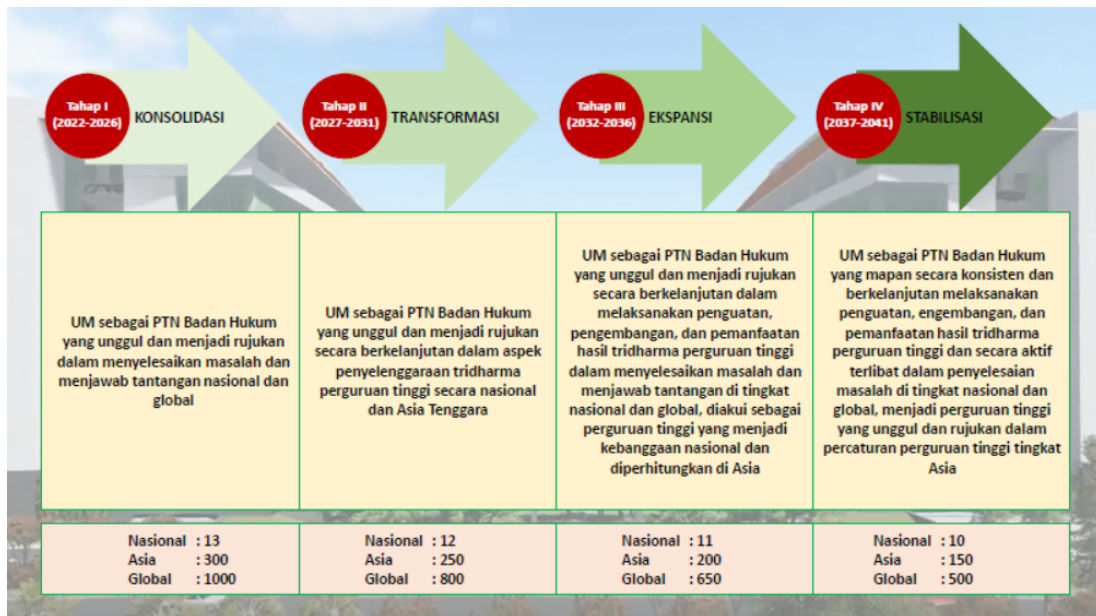 Tahap I
(2022-2026)
KONSOLIDASI
Tahap II
(2027-2031)
TRANSFORMASI
Tahap III
(2032-2036)
EKSPANSI
Tahap IV
(2037-2041)
STABILISASI
UM sebagai PTN Badan Hukum
yang unggul dan menjadi rujukan
dalam menyelesaikan masalah dan
menjawab tantangan nasional dan
global
UM sebagai PTN Badan Hukum
yang unggul dan menjadi rujukan
secara berkelanjutan dalam aspek
penyelenggaraan tridharma
perguruan tinggi secara nasional
dan Asia Tenggara
UM sebagai PTN Badan Hukum
yang unggul dan menjadi rujukan
secara berkelanjutan dalam
melaksanakan penguatan,
pengembangan, dan pemanfaatan
hasil tridharma perguruan tinggi
dalam menyelesaikan masalah dan
menjawab tantangan di tingkat
nasional dan global, diakui sebagai
perguruan tinggi yang menjadi
kebanggaan nasional dan
diperhitungkan di Asia
UM sebagai PTN Badan Hukum
yang mapan secara konsisten dan
berkelanjutan melaksanakan
penguatan, engembangan, dan
pemanfaatan hasil tridharma
perguruan tinggi dan secara aktif
terlibat dalam penyelesaian
masalah di tingkat nasional dan
global, menjadi perguruan tinggi
yang unggul dan rujukan dalam
percaturan perguruan tinggi tingkat
Asia
Nasional : 13
Asia : 300
Global : 1000
Nasional : 12
Asia : 250
Global : 800
Nasional : 11
Asia : 200
Global : 650
Nasional : 10
Asia : 150
Global : 500